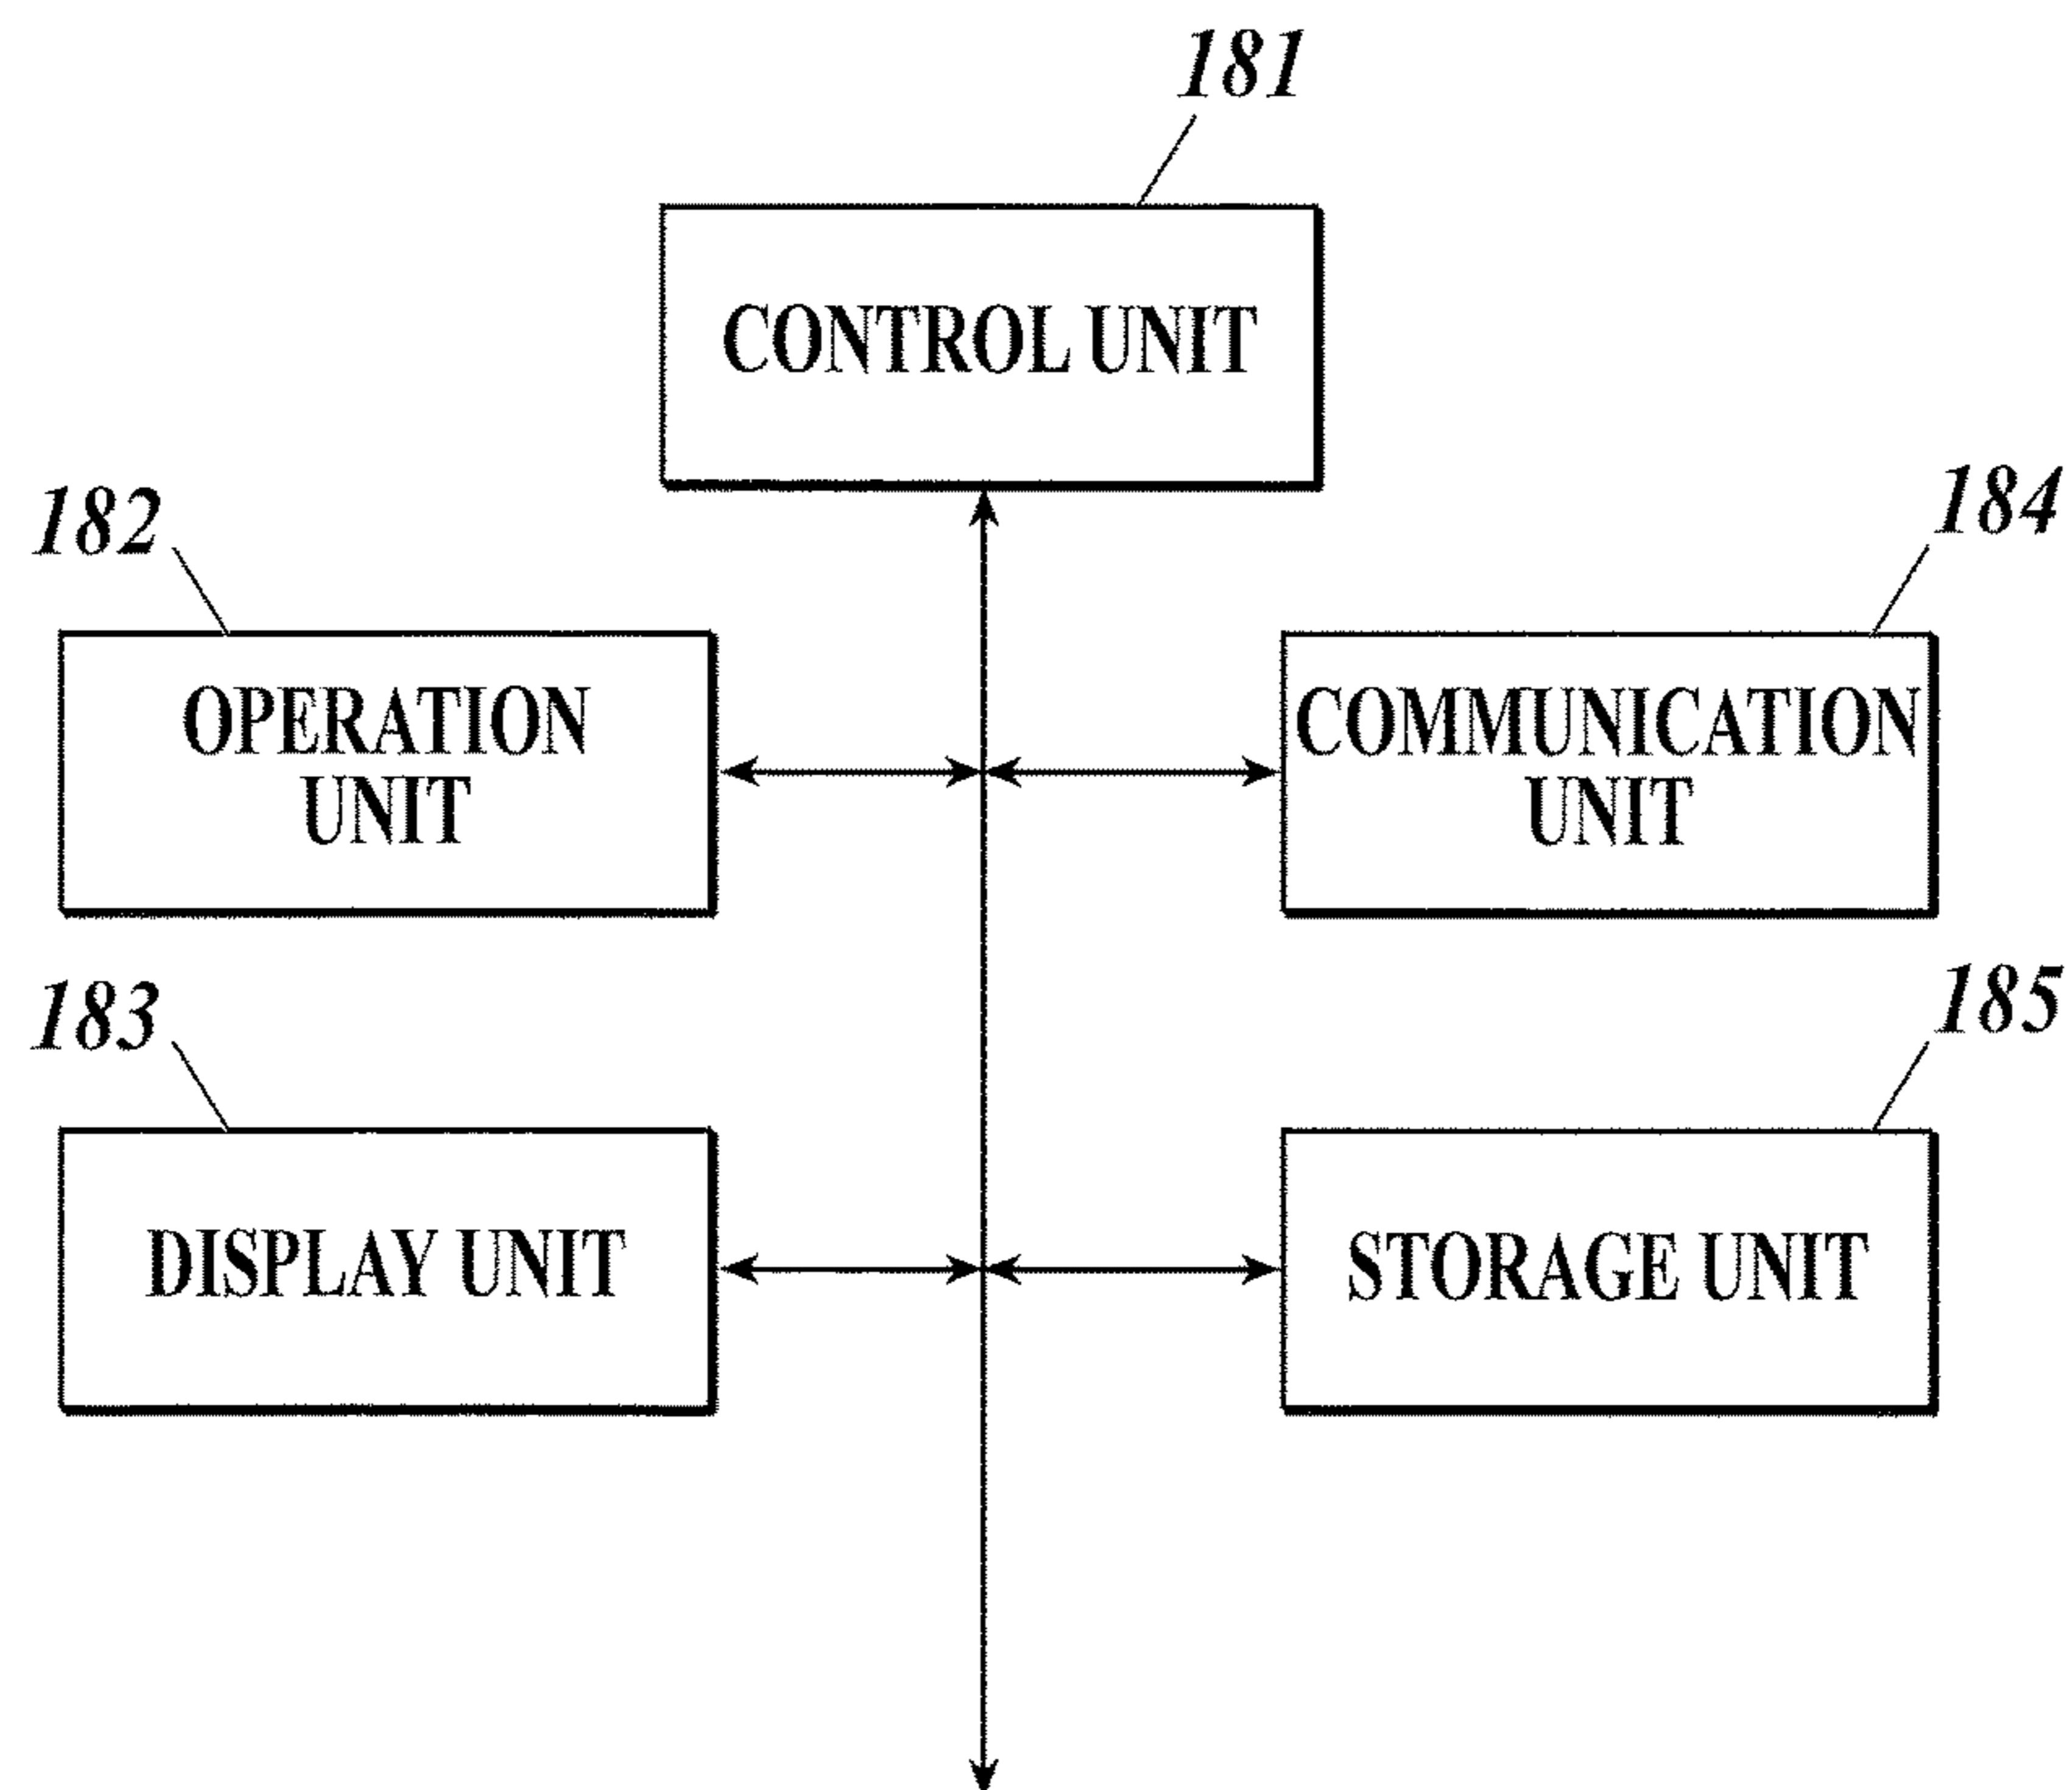 181
CONTROL UNIT
182
184
OPERATION
UNIT
COMMUNICATION
UNIT
183
185
DISPLAY UNIT
STORAGE UNIT